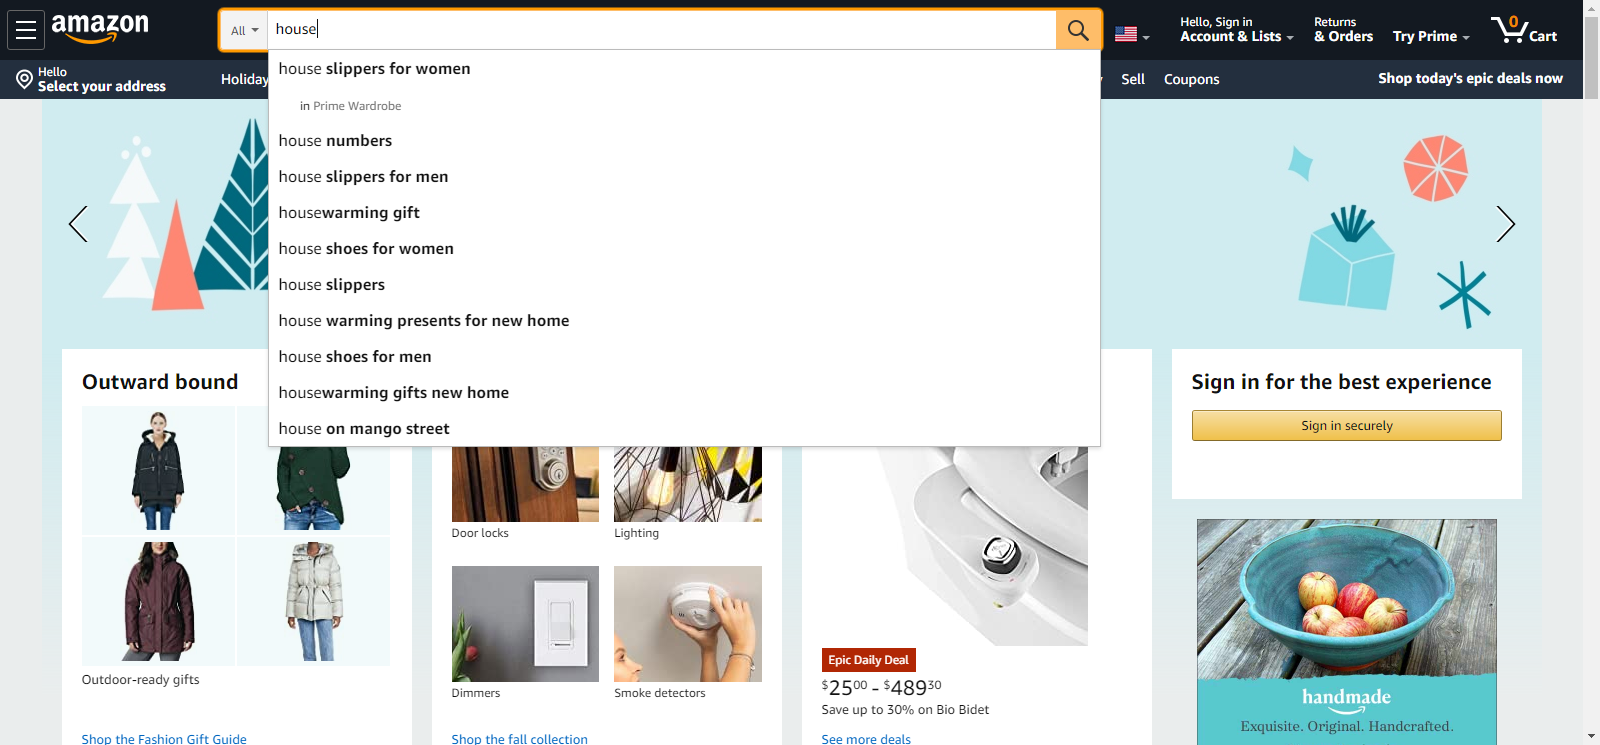 amazon
All
house
Hello, Sign in
Account & Lists
Returns
& Orders
Try Prime
0
Cart
Hello
Select your address
Holiday
Sell
Coupons
Shop today's epic deals now
house slippers for women
in Prime Wardrobe
house numbers
house slippers for men
housewarming gift
house shoes for women
house slippers
house warming presents for new home
house shoes for men
housewarming gifts new home
house on mango street
Outward bound
Outdoor-ready gifts
Shop the Fashion Gift Guide
Door locks
Lighting
Dimmers
Smoke detectors
Shop the fall collection
Epic Daily Deal
$2500 - $48930
Save up to 30% on Bio Bidet
See more deals
Sign in for the best experience
Sign in securely
handmade
Exquisite. Original. Handcrafted.